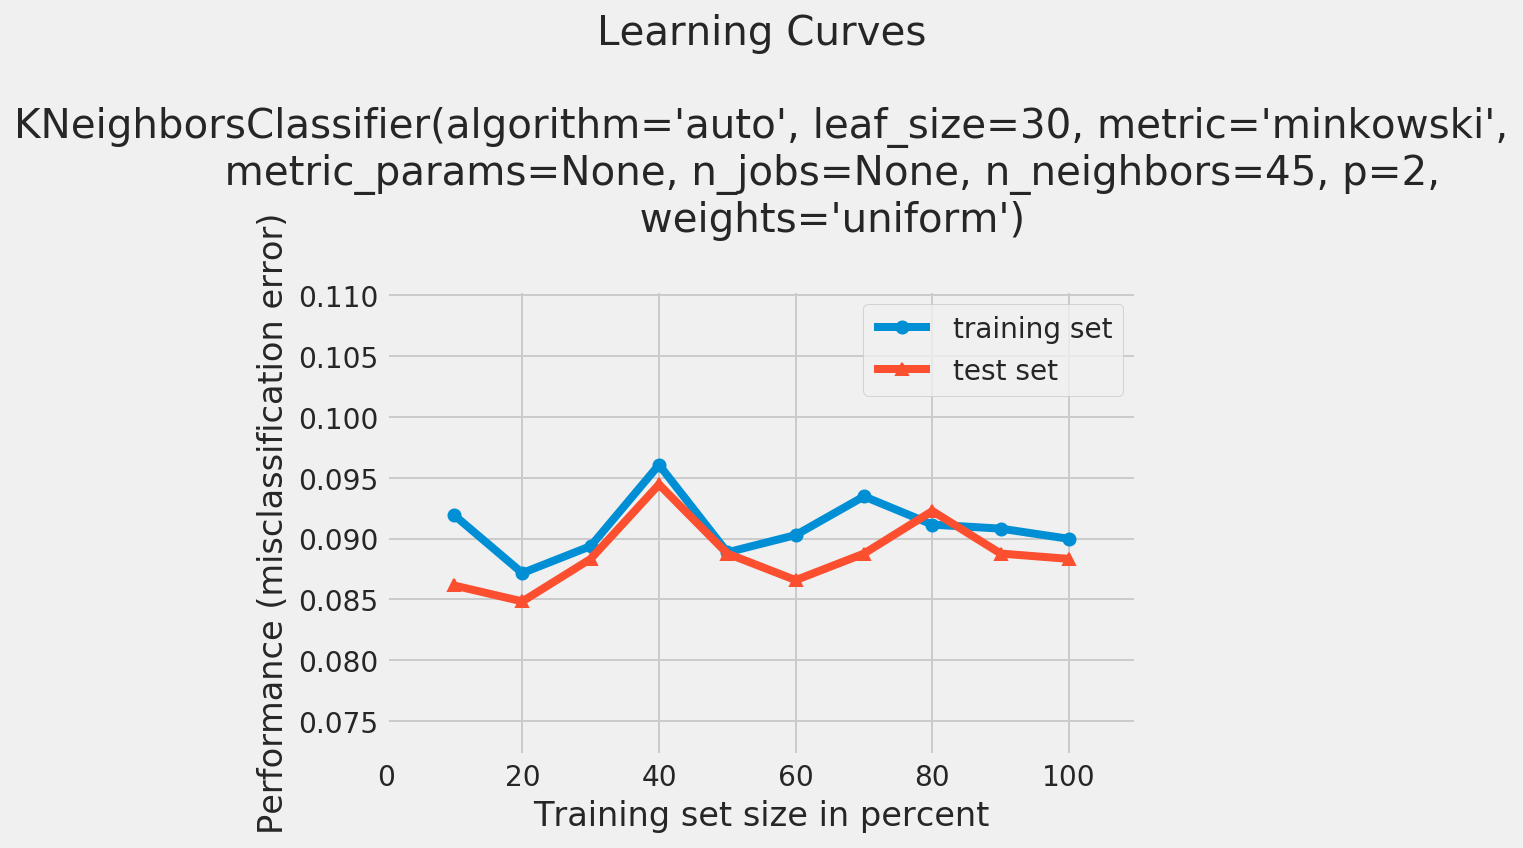 Learning Curves
KNeighborsClassifier(algorithm='auto', leaf_size=30, metric='minkowski',
metric_params=None, n_jobs=None, n_neighbors=45, p=2,
weights='uniform')
Performance (misclassification error)
0.110
0.105
0.100
0.095
0.090
0.085
0.080
0.075
training set
test set
0 20 40 60 80 100
Training set size in percent